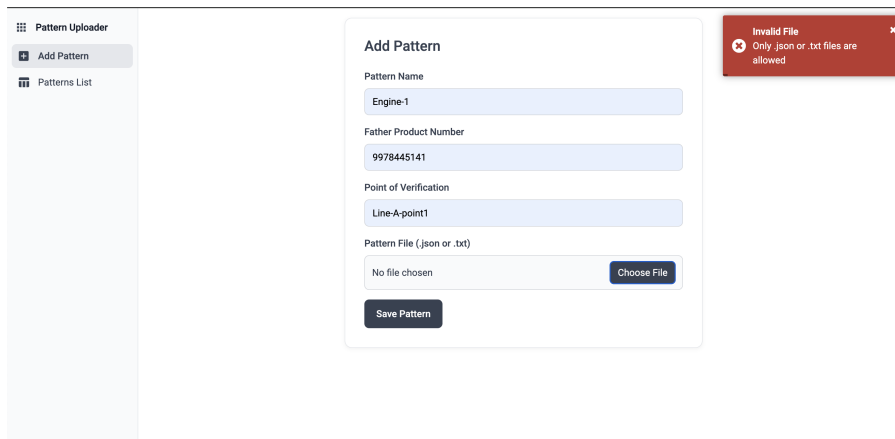 Pattern Uploader
Add Pattern
Patterns List
Add Pattern
Pattern Name
Engine-1
Father Product Number
9978445141
Point of Verification
Line-A-point1
Pattern File (.json or .txt)
No file chosen
Choose File
Save Pattern
Invalid File
Only .json or .txt files are
allowed